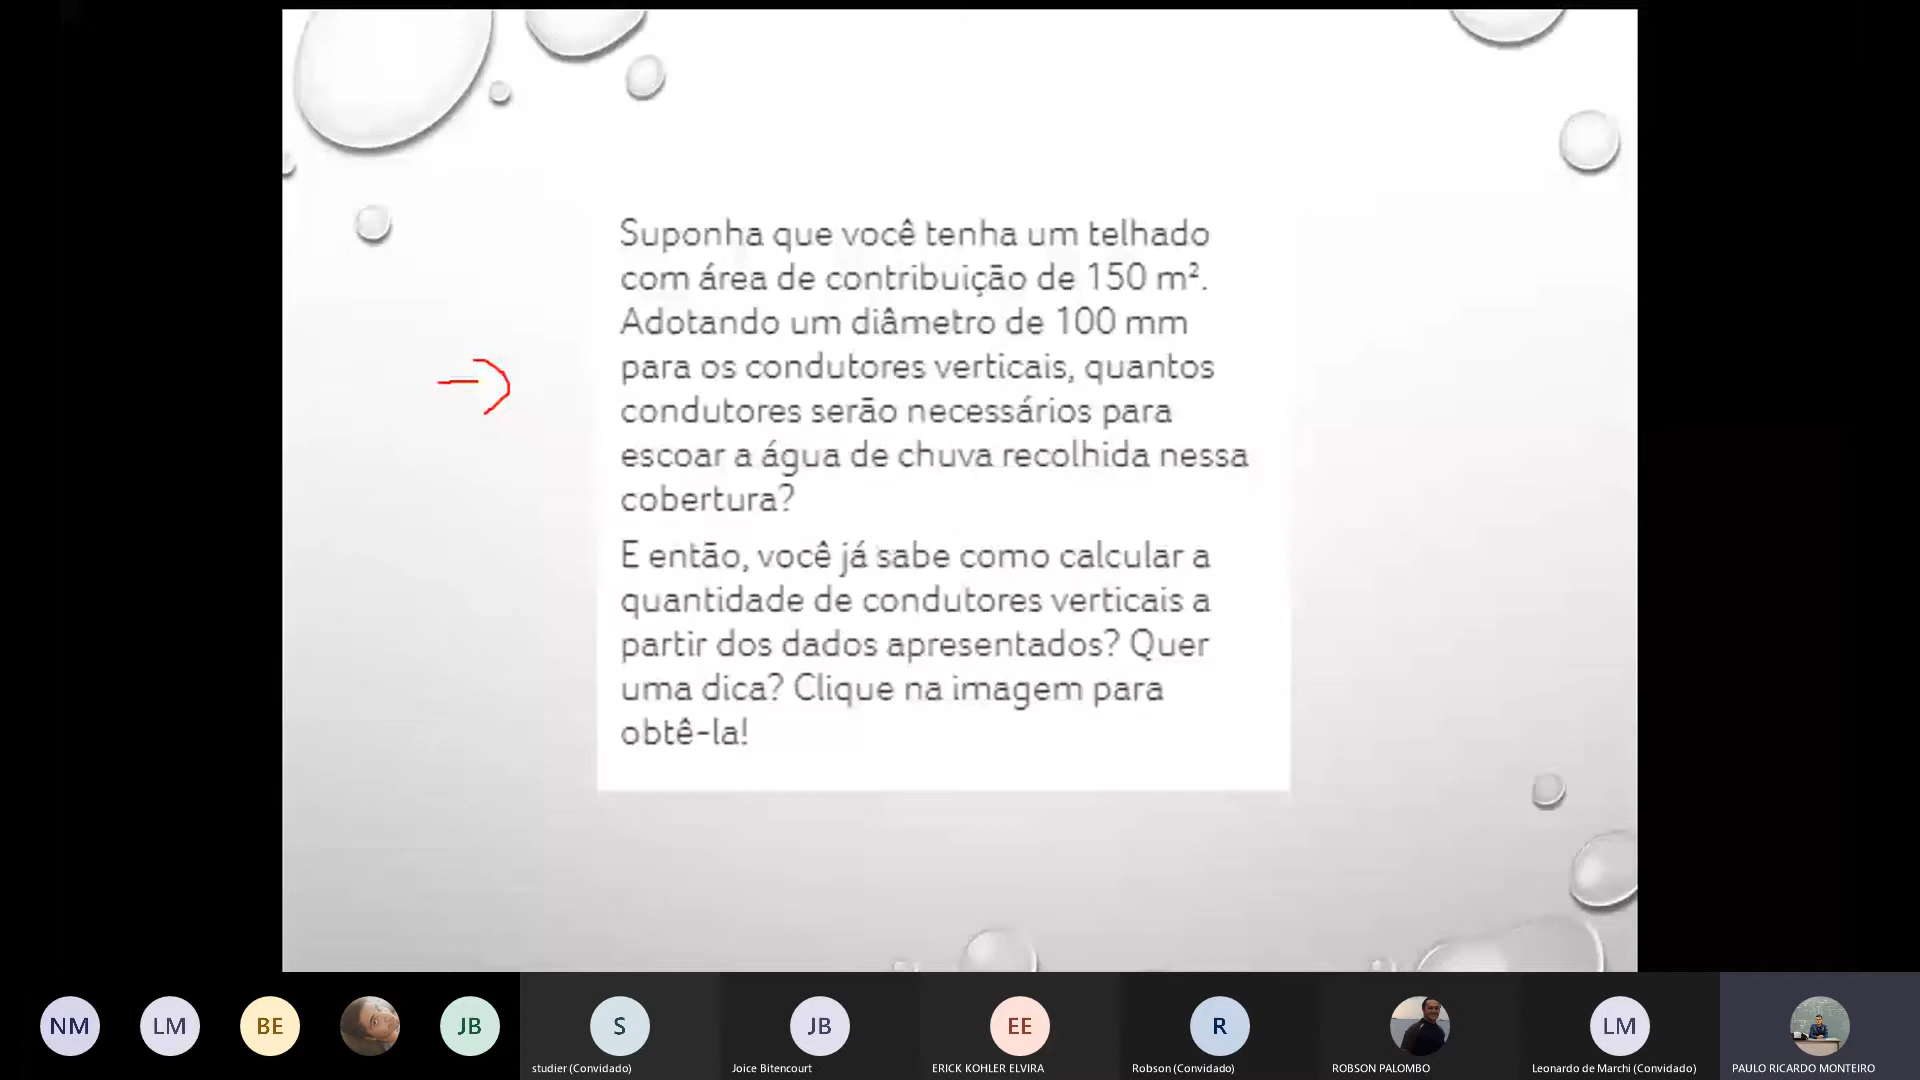 Suponha que você tenha um telhado
com área de contribuição de 150 m².
Adotando um diâmetro de 100 mm
para os condutores verticais, quantos
condutores serão necessários para
escoar a água de chuva recolhida nessa
cobertura?
E então, você já sabe como calcular a
quantidade de condutores verticais a
partir dos dados apresentados? Quer
uma dica? Clique na imagem para
obtê-la!
NM LM BE JB S JB EE R LM
studier (Convidado) Joice Bitencourt ERICK KOHLER ELVIRA Robson (Convidado) ROBSON PALOMBO Leonardo de Marchi (Convidado) PAULO RICARDO MONTEIRO